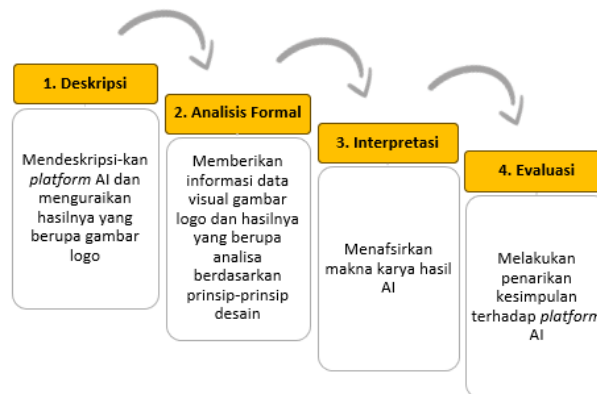 1. Deskripsi
Mendeskripsi-kan
platform AI dan
menguraikan
hasilnya yang
berupa gambar
logo
2. Analisis Formal
Memberikan
informasi data
visual gambar
logo dan hasilnya
yang berupa
analisa
berdasarkan
prinsip-prinsip
desain
3. Interpretasi
Menafsirkan
makna karya hasil
AI
4. Evaluasi
Melakukan
penarikan
kesimpulan
terhadap platform
AI